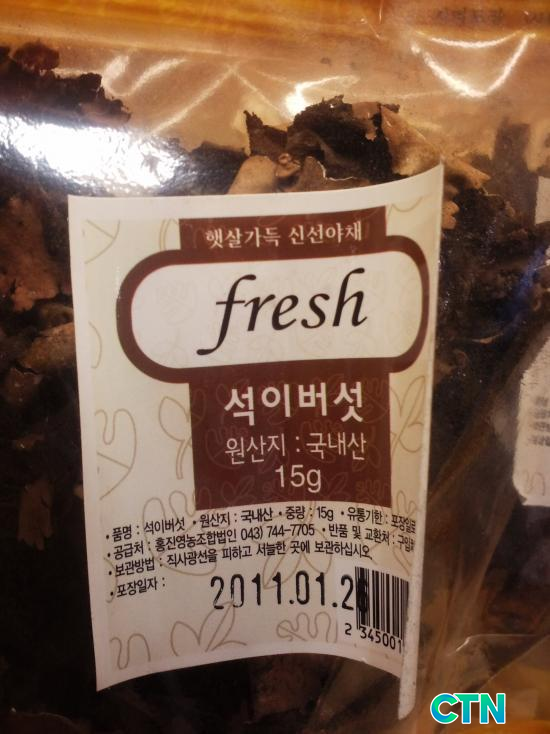 햇살가득 신선야채
fresh
석이버섯
원산지 : 국내산
15g
• 품명 : 석이버섯 • 원산지 : 국내산 • 중량 : 15g • 유통기한 : 포장일로
• 공급처 : 홍진영농조합법인 043) 744-7705 • 반품 및 교환처 : 구입
• 보관방법 : 직사광선을 피하고 서늘한 곳에 보관하십시오
• 포장일자 :
2011.01.2
2 345001
CTN